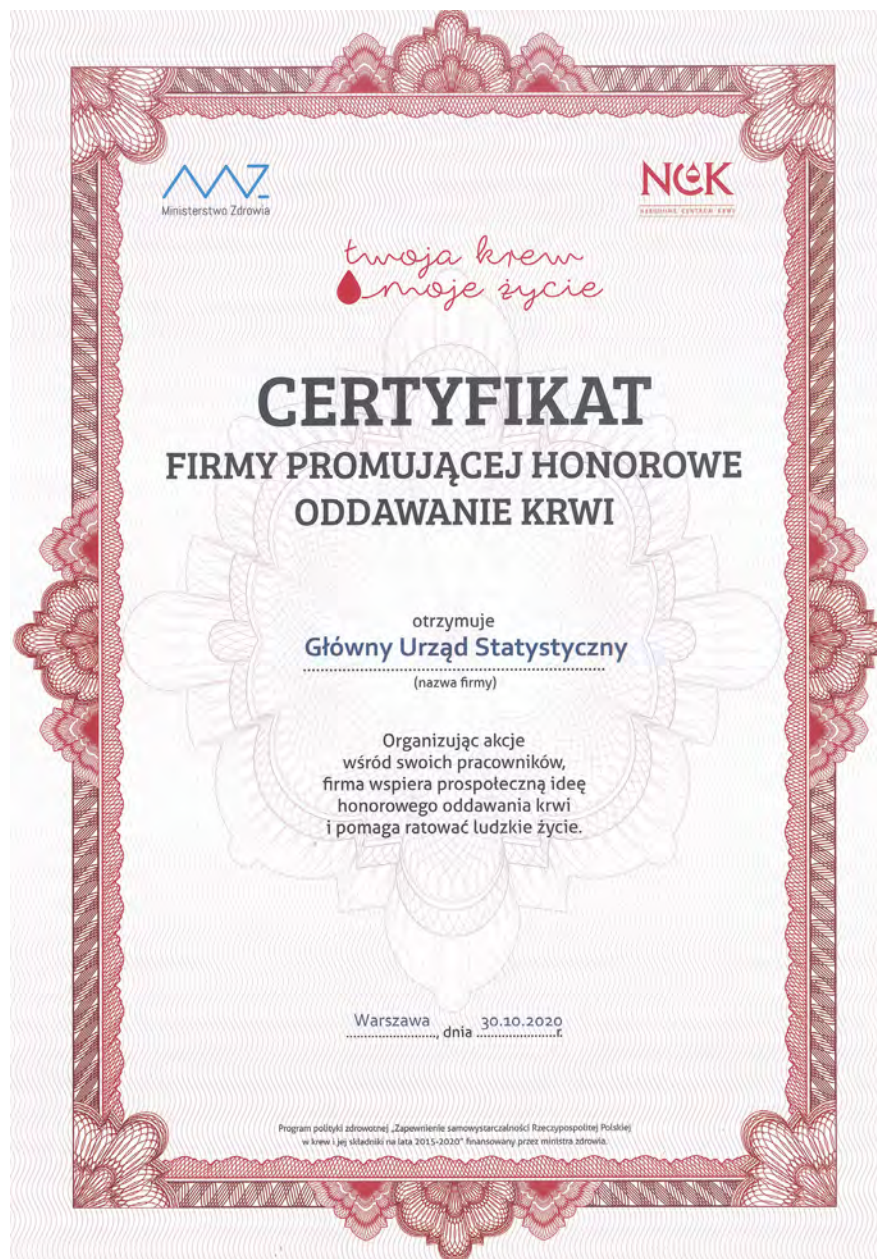 MZ
Ministerstwo Zdrowia
NCK
NARODOWE CENTRUM KRWI
twoja krew
moje życie
CERTYFIKAT
FIRMY PROMUJĄCEJ HONOROWE
ODDAWANIE KRWI
otrzymuje
Główny Urząd Statystyczny
(nazwa firmy)
Organizując akcje
wśród swoich pracowników,
firma wspiera prospołeczną ideę
honorowego oddawania krwi
i pomaga ratować ludzkie życie.
Warszawa, dnia 30.10.2020 r.
Program polityki zdrowotnej „Zapewnienie samowystarczalności Rzeczypospolitej Polskiej
w krew i jej składniki na lata 2015-2020” finansowany przez ministra zdrowia.